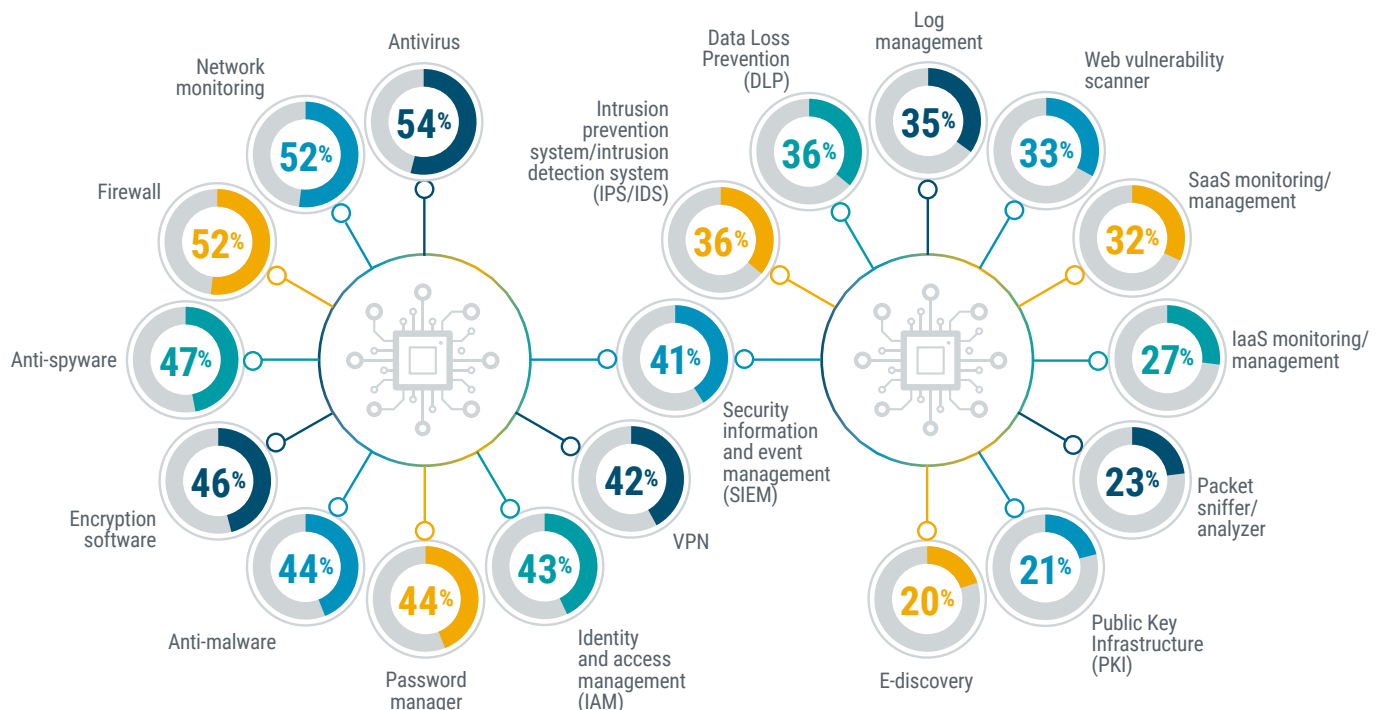 Antivirus
54%
Network
monitoring
52%
Firewall
52%
Anti-spyware
47%
Encryption
software
46%
Anti-malware
44%
Password
manager
44%
Identity
and access
management
(IAM)
43%
VPN
42%
Security
information
and event
management
(SIEM)
41%
Intrusion
prevention
system/intrusion
detection system
(IPS/IDS)
36%
Data Loss
Prevention
(DLP)
36%
Log
management
35%
Web vulnerability
scanner
33%
SaaS monitoring/
management
32%
IaaS monitoring/
management
27%
Packet
sniffer/
analyzer
23%
Public Key
Infrastructure
(PKI)
21%
E-discovery
20%